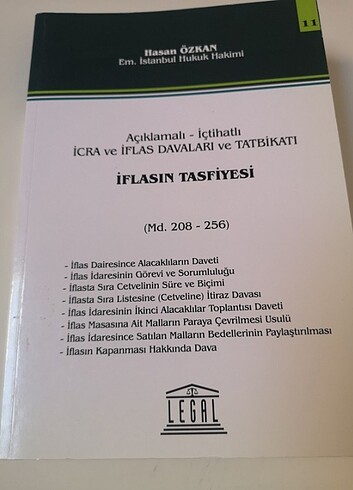 11
Hasan ÖZKAN
Em. İstanbul Hukuk Hakimi
Açıklamalı - İçtihatlı
İCRA ve İFLAS DAVALARI ve TATBİKATI
İFLASIN TASFİYESİ
(Md. 208 - 256)
- İflas Dairesince Alacaklıların Daveti
- İflas İdaresinin Görevi ve Sorumluluğu
- İflasta Sıra Cetvelinin Süre ve Biçimi
- İflasta Sıra Listesine (Cetveline) İtiraz Davası
- İflas İdaresinin İkinci Alacaklılar Toplantısı Daveti
- İflas Masasına Ait Malların Paraya Çevrilmesi Usulü
- İflas İdaresince Satılan Malların Bedellerinin Paylaştırılması
- İflasın Kapanması Hakkında Dava
LEGAL